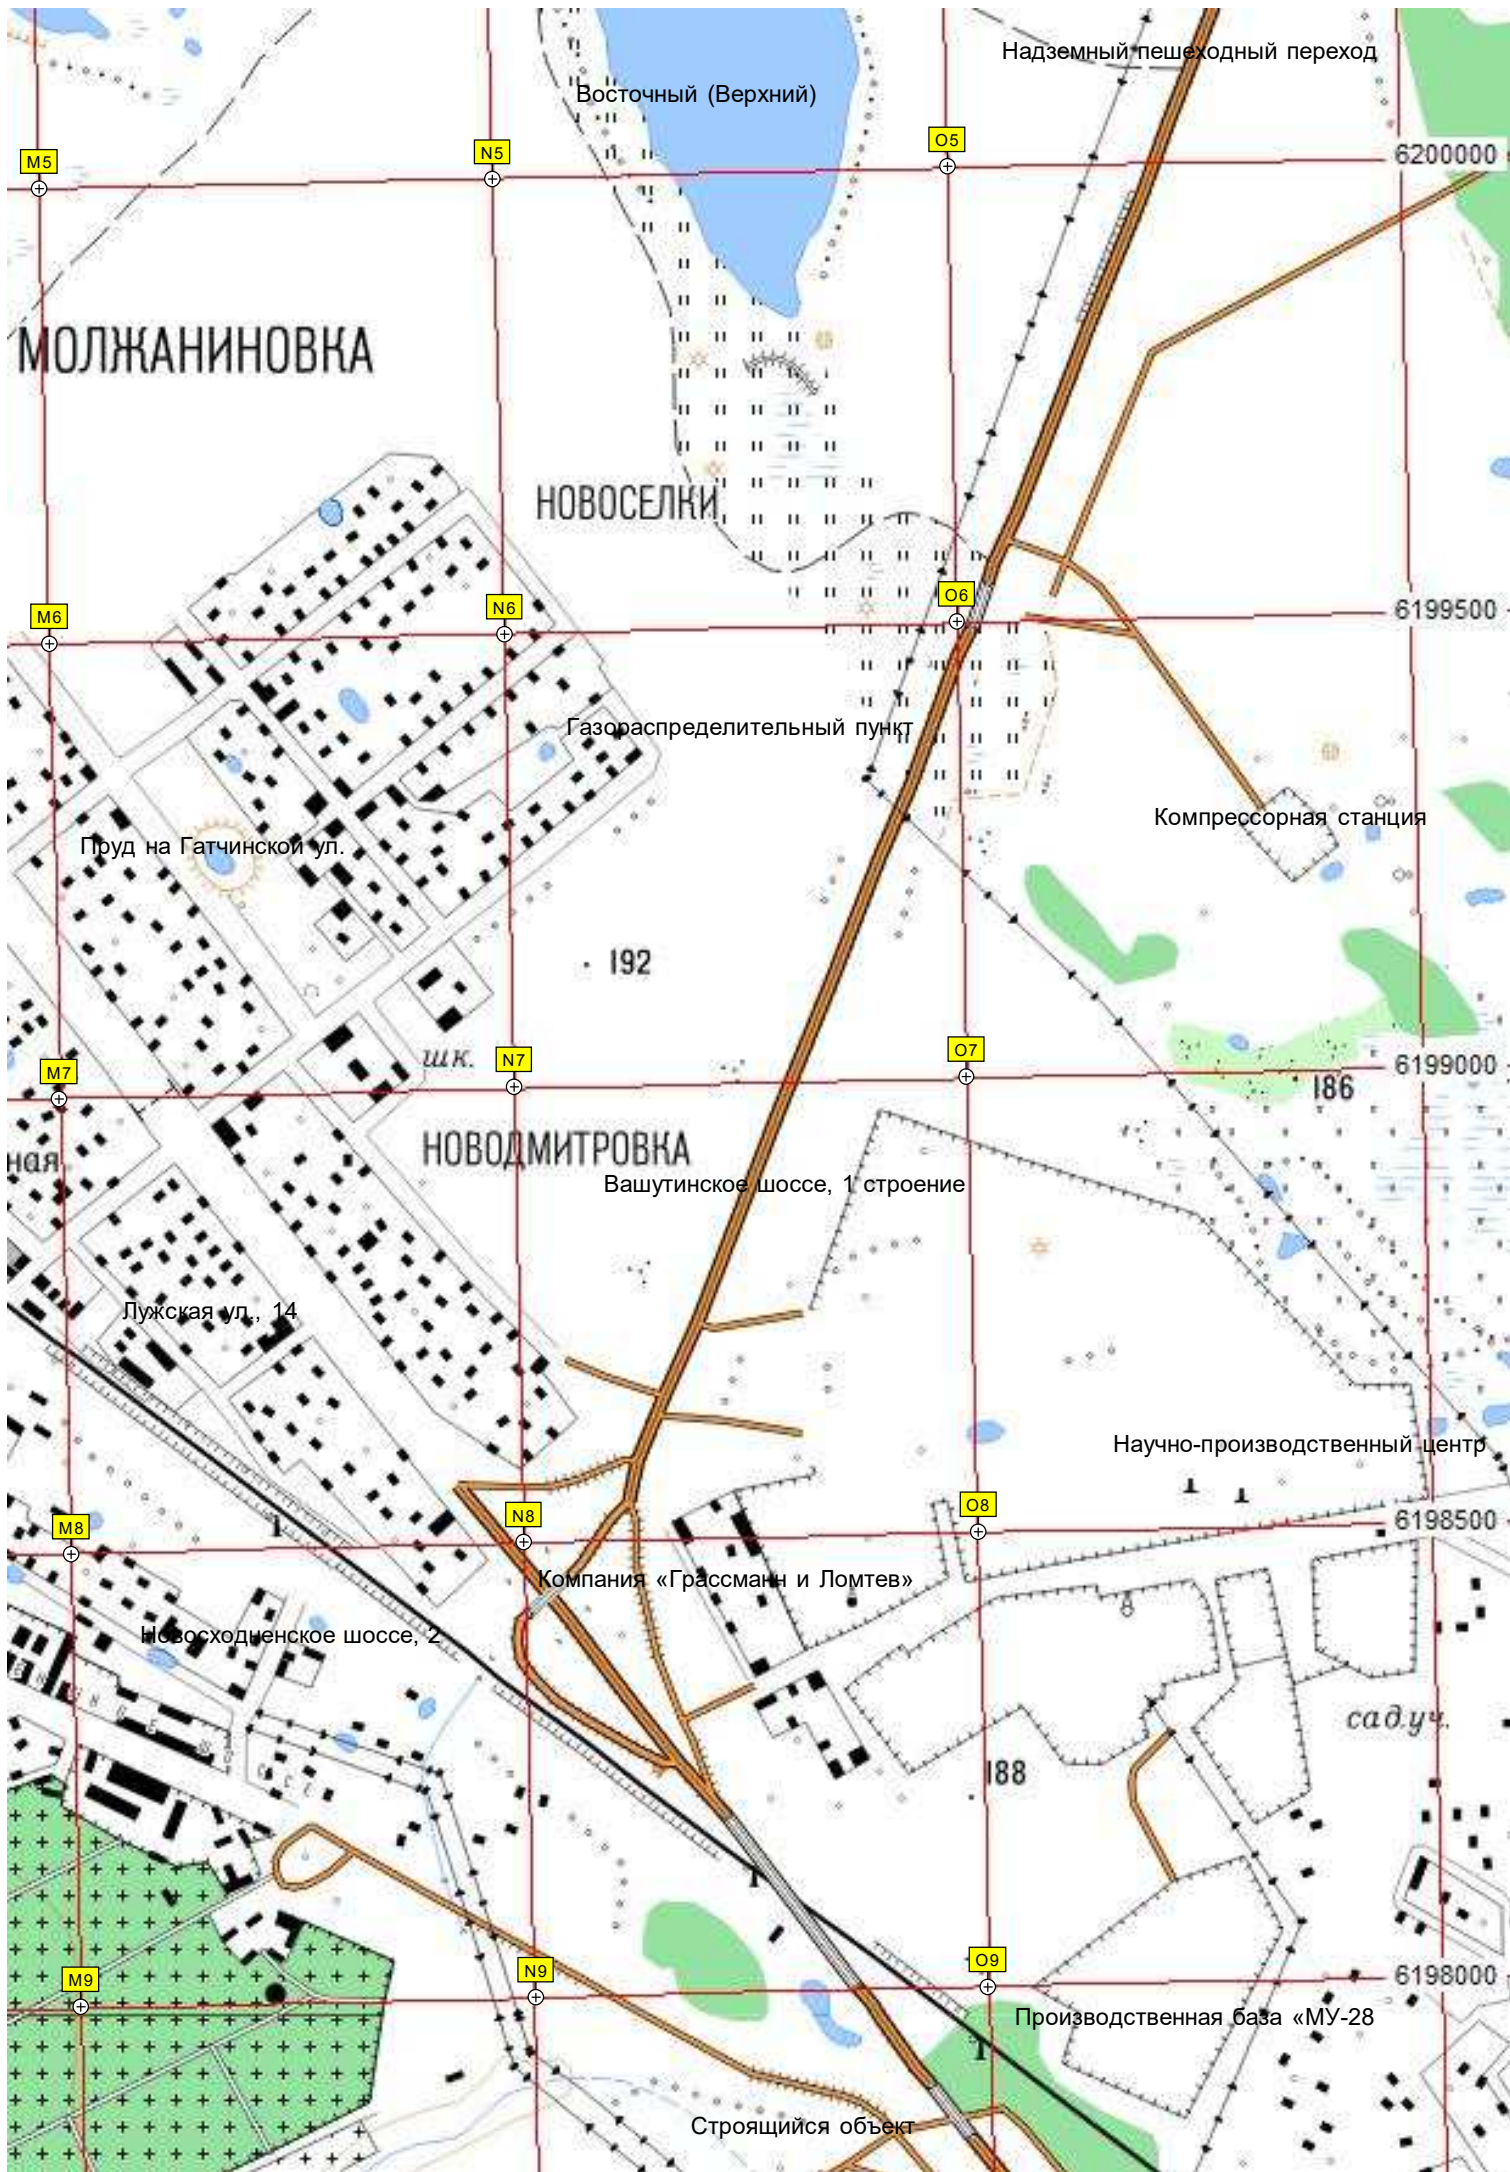 Надземный пешеходный переход
Восточный (Верхний)
O5
N5
M5
6200000
МОЛЖАНИНОВКА
НОВОСЕЛКИ
O6
N6
M6
6199500
Газораспределительный пункт
Компрессорная станция
Пруд на Гатчинской ул.
192
шк.
O7
N7
M7
6199000
186
НОВОДМИТРОВКА
ная
Вашутинское шоссе, 1 строение
Лужская ул., 14
Научно-производственный центр
O8
N8
M8
6198500
Компания «Грассманн и Ломтев»
Новосходненское шоссе, 2
сад.уч.
188
O9
N9
M9
6198000
Производственная база «МУ-28
Строящийся объект